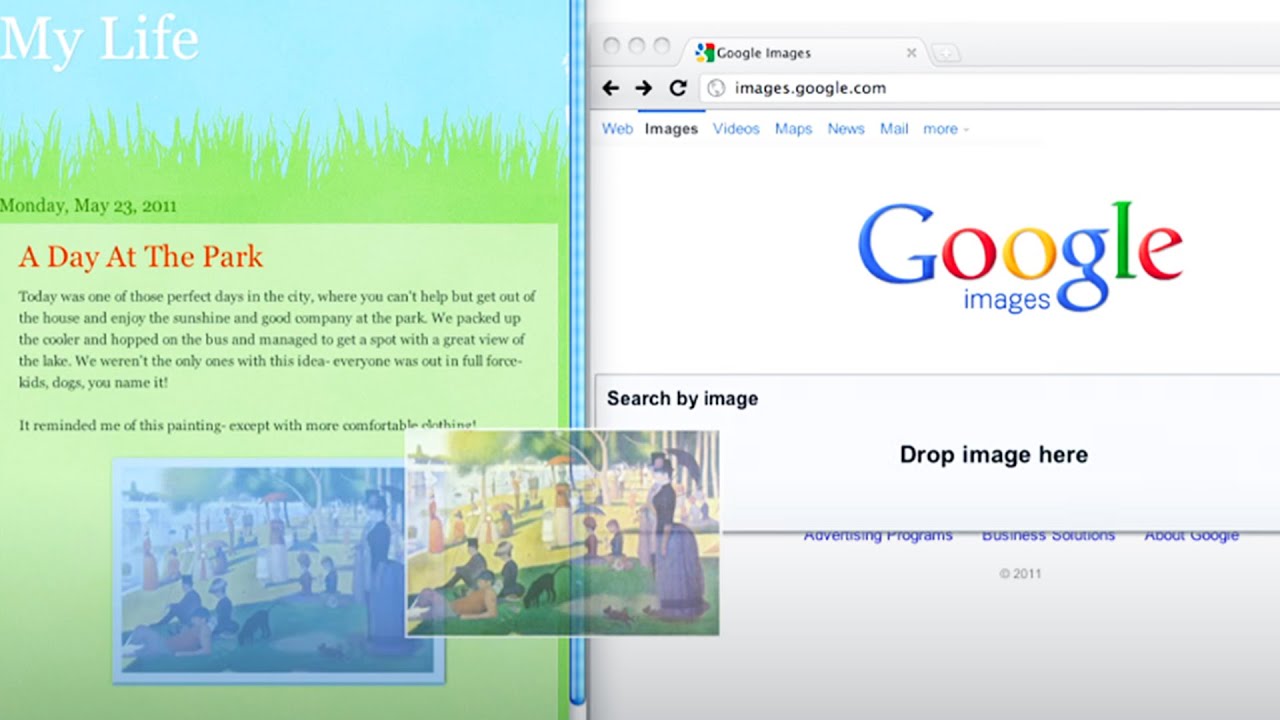 My Life
Monday, May 23, 2011
A Day At The Park
Today was one of those perfect days in the city, where you can't help but get out of
the house and enjoy the sunshine and good company at the park. We packed up
the cooler and hopped on the bus and managed to get a spot with a great view of
the lake. We weren't the only ones with this idea- everyone was out in full force-
kids, dogs, you name it!
It reminded me of this painting- except with more comfortable clothing!
Google Images
images.google.com
Web Images Videos Maps News Mail more
Google
images
Search by image
Drop image here
Advertising Programs Business Solutions About Google
© 2011